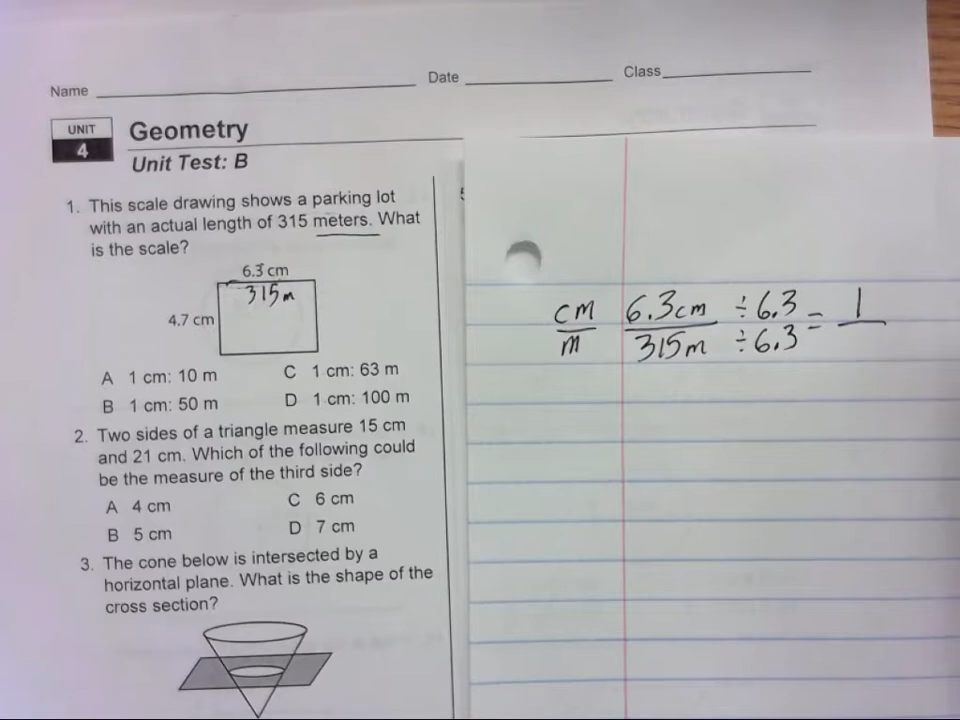 Name Date Class
UNIT
4
Geometry
Unit Test: B
1. This scale drawing shows a parking lot
with an actual length of 315 meters. What
is the scale?
6.3 cm
315m
4.7 cm
A 1 cm: 10 m C 1 cm: 63 m
B 1 cm: 50 m D 1 cm: 100 m
2. Two sides of a triangle measure 15 cm
and 21 cm. Which of the following could
be the measure of the third side?
A 4 cm C 6 cm
B 5 cm D 7 cm
3. The cone below is intersected by a
horizontal plane. What is the shape of the
cross section?
cm 6.3cm ÷6.3 = 1
m 315m ÷6.3